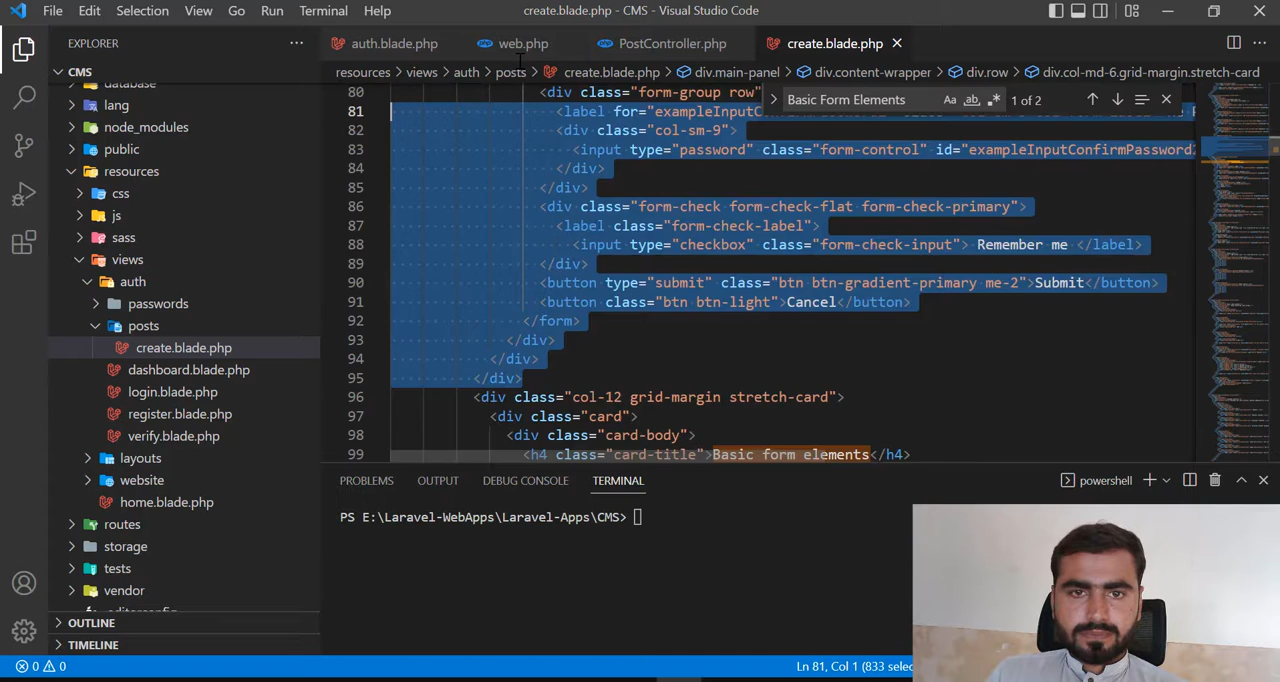 File Edit Selection View Go Run Terminal Help create.blade.php - CMS - Visual Studio Code
EXPLORER
CMS
database
lang
node_modules
public
resources
css
js
sass
views
auth
passwords
posts
create.blade.php
dashboard.blade.php
login.blade.php
register.blade.php
verify.blade.php
layouts
website
home.blade.php
routes
storage
tests
vendor
.editorconfig
OUTLINE
TIMELINE
auth.blade.php web.php PostController.php create.blade.php
resources > views > auth > posts > create.blade.php > div.main-panel > div.content-wrapper > div.row > div.col-md-6.grid-margin.stretch-card
Basic Form Elements Aa ab 1 of 2
80 <div class="form-group row"
81 <label for="exampleInputC
82 <div class="col-sm-9">
83 <input type="password" class="form-control" id="exampleInputConfirmPassword2
84 </div>
85 </div>
86 <div class="form-check form-check-flat form-check-primary">
87 <label class="form-check-label">
88 <input type="checkbox" class="form-check-input"> Remember me </label>
89 </div>
90 <button type="submit" class="btn btn-gradient-primary me-2">Submit</button>
91 <button class="btn btn-light">Cancel</button>
92 </form>
93 </div>
94 </div>
95 </div>
96 <div class="col-12 grid-margin stretch-card">
97 <div class="card">
98 <div class="card-body">
99 <h4 class="card-title">Basic form elements</h4>
PROBLEMS OUTPUT DEBUG CONSOLE TERMINAL powershell
PS E:\Laravel-WebApps\Laravel-Apps\CMS>
0 0 Ln 81, Col 1 (833 selec